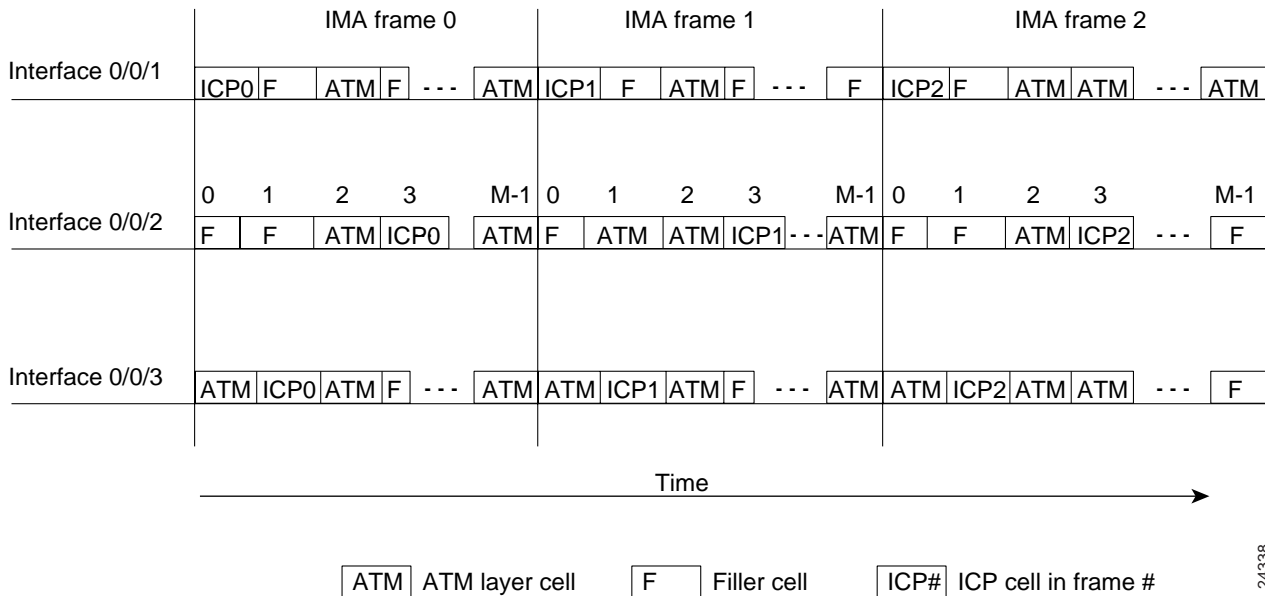 IMA frame 0 IMA frame 1 IMA frame 2
Interface 0/0/1
ICP0 F ATM F - - - ATM ICP1 F ATM F - - - F ICP2 F ATM ATM - - - ATM
0 1 2 3 M-1 0 1 2 3 M-1 0 1 2 3 M-1
Interface 0/0/2
F F ATM ICP0 ATM F ATM ATM ICP1 - - - ATM F F ATM ICP2 - - - F
Interface 0/0/3
ATM ICP0 ATM F - - - ATM ATM ICP1 ATM F - - - ATM ATM ICP2 ATM ATM - - - F
Time
ATM ATM layer cell F Filler cell ICP# ICP cell in frame #
24338